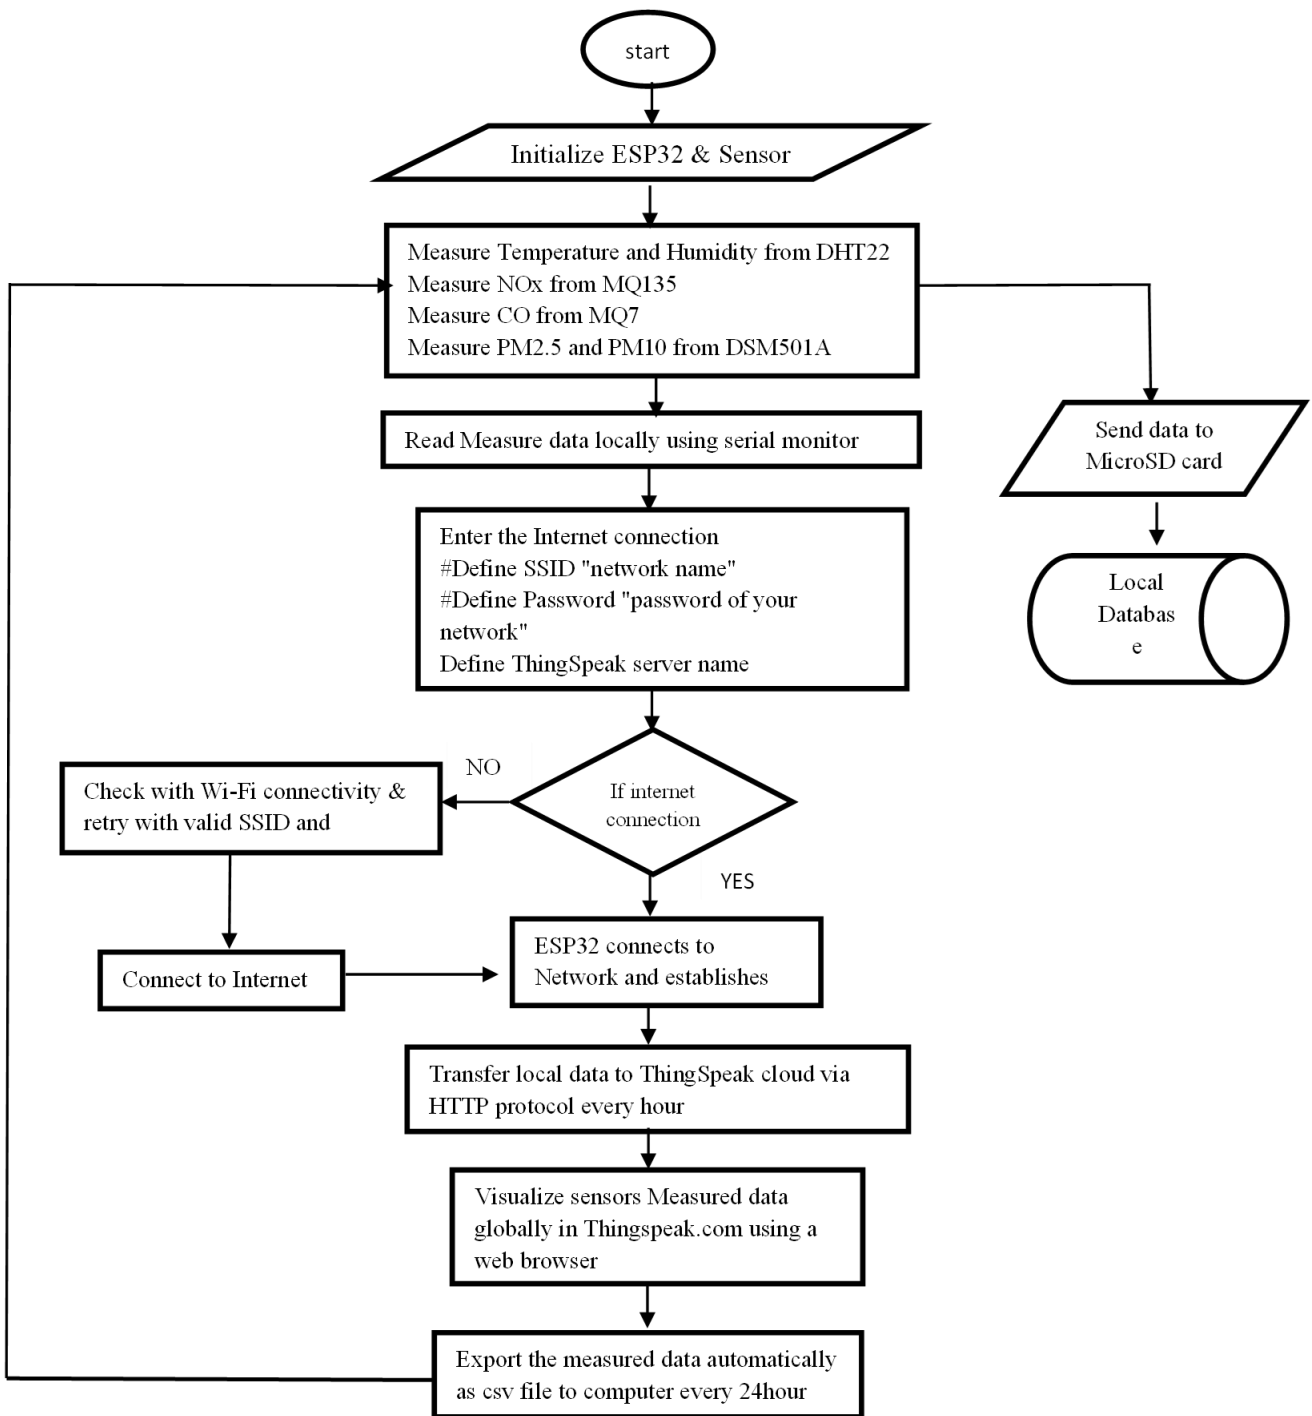 start
Initialize ESP32 & Sensor
Measure Temperature and Humidity from DHT22
Measure NOx from MQ135
Measure CO from MQ7
Measure PM2.5 and PM10 from DSM501A
Read Measure data locally using serial monitor
Send data to
MicroSD card
Enter the Internet connection
#Define SSID "network name"
#Define Password "password of your
network"
Define ThingSpeak server name
Local
Databas
e
NO
Check with Wi-Fi connectivity &
retry with valid SSID and
If internet
connection
YES
ESP32 connects to
Network and establishes
Connect to Internet
Transfer local data to ThingSpeak cloud via
HTTP protocol every hour
Visualize sensors Measured data
globally in Thingspeak.com using a
web browser
Export the measured data automatically
as csv file to computer every 24hour